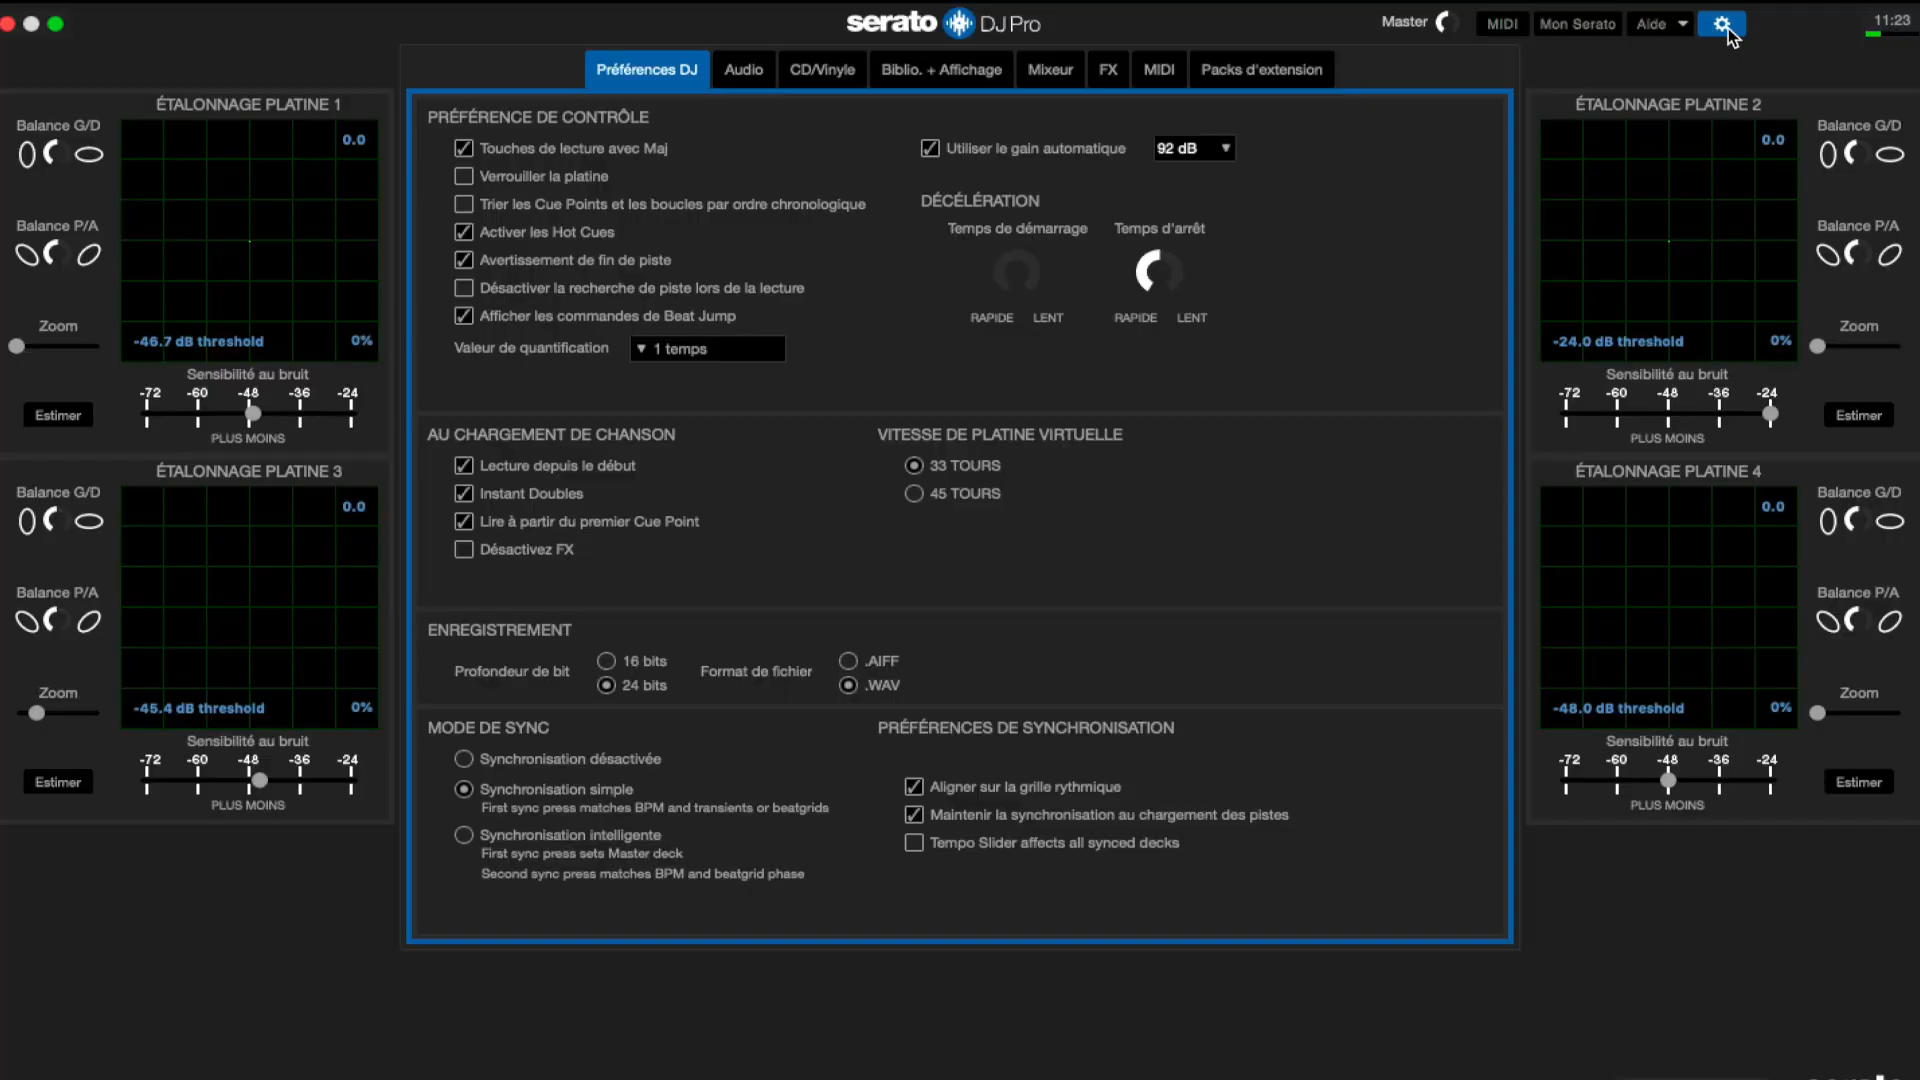 serato DJ Pro
Master
MIDI
Mon Serato
Aide
11:23
Préférences DJ
Audio
CD/Vinyle
Biblio. + Affichage
Mixeur
FX
MIDI
Packs d'extension
ÉTALONNAGE PLATINE 1
Balance G/D
0.0
Balance P/A
Zoom
-46.7 dB threshold
0%
Sensibilité au bruit
-72 -60 -48 -36 -24
Estimer
PLUS MOINS
ÉTALONNAGE PLATINE 3
Balance G/D
0.0
Balance P/A
Zoom
-45.4 dB threshold
0%
Sensibilité au bruit
-72 -60 -48 -36 -24
Estimer
PLUS MOINS
PRÉFÉRENCE DE CONTRÔLE
Touches de lecture avec Maj
Verrouiller la platine
Trier les Cue Points et les boucles par ordre chronologique
Activer les Hot Cues
Avertissement de fin de piste
Désactiver la recherche de piste lors de la lecture
Afficher les commandes de Beat Jump
Valeur de quantification
1 temps
Utiliser le gain automatique
92 dB
DÉCÉLÉRATION
Temps de démarrage
Temps d'arrêt
RAPIDE LENT
RAPIDE LENT
AU CHARGEMENT DE CHANSON
Lecture depuis le début
Instant Doubles
Lire à partir du premier Cue Point
Désactivez FX
VITESSE DE PLATINE VIRTUELLE
33 TOURS
45 TOURS
ENREGISTREMENT
Profondeur de bit
16 bits
24 bits
Format de fichier
.AIFF
.WAV
MODE DE SYNC
Synchronisation désactivée
Synchronisation simple
First sync press matches BPM and transients or beatgrids
Synchronisation intelligente
First sync press sets Master deck
Second sync press matches BPM and beatgrid phase
PRÉFÉRENCES DE SYNCHRONISATION
Aligner sur la grille rythmique
Maintenir la synchronisation au chargement des pistes
Tempo Slider affects all synced decks
ÉTALONNAGE PLATINE 2
0.0
Balance G/D
Balance P/A
Zoom
-24.0 dB threshold
0%
Sensibilité au bruit
-72 -60 -48 -36 -24
Estimer
PLUS MOINS
ÉTALONNAGE PLATINE 4
0.0
Balance G/D
Balance P/A
Zoom
-48.0 dB threshold
0%
Sensibilité au bruit
-72 -60 -48 -36 -24
Estimer
PLUS MOINS